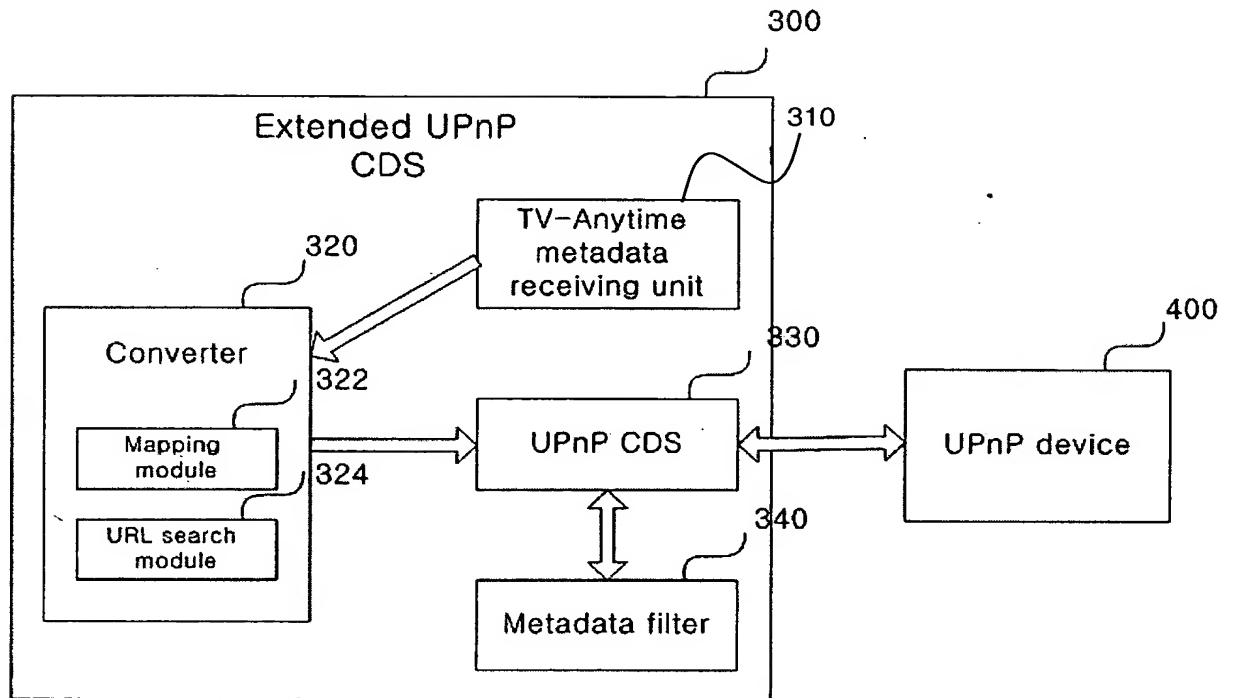 300
Extended UPnP
CDS
310
TV-Anytime
metadata
receiving unit
320
Converter
322
Mapping
module
324
URL search
module
330
UPnP CDS
340
Metadata filter
400
UPnP device